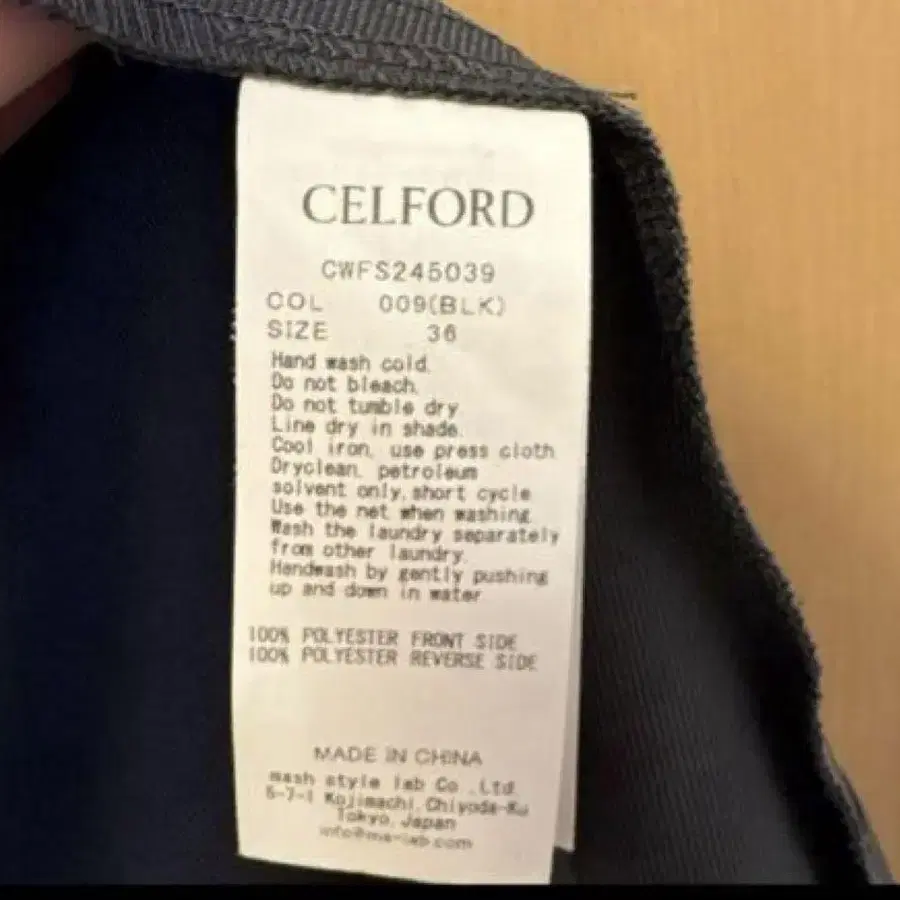 CELFORD
CWFS245039
COL 009(BLK)
SIZE 36
Hand wash cold.
Do not bleach.
Do not tumble dry
Line dry in shade.
Cool iron, use press cloth
Dryclean, petroleum
solvent only, short cycle
Use the net when washing.
Wash the laundry separately
from other laundry.
Handwash by gently pushing
up and down in water
100% POLYESTER FRONT SIDE
100% POLYESTER REVERSE SIDE
MADE IN CHINA
mash style lab Co.,Ltd.
5-7-1 Kojimachi, Chiyoda-Ku
Tokyo, Japan
info@ms-lab.com